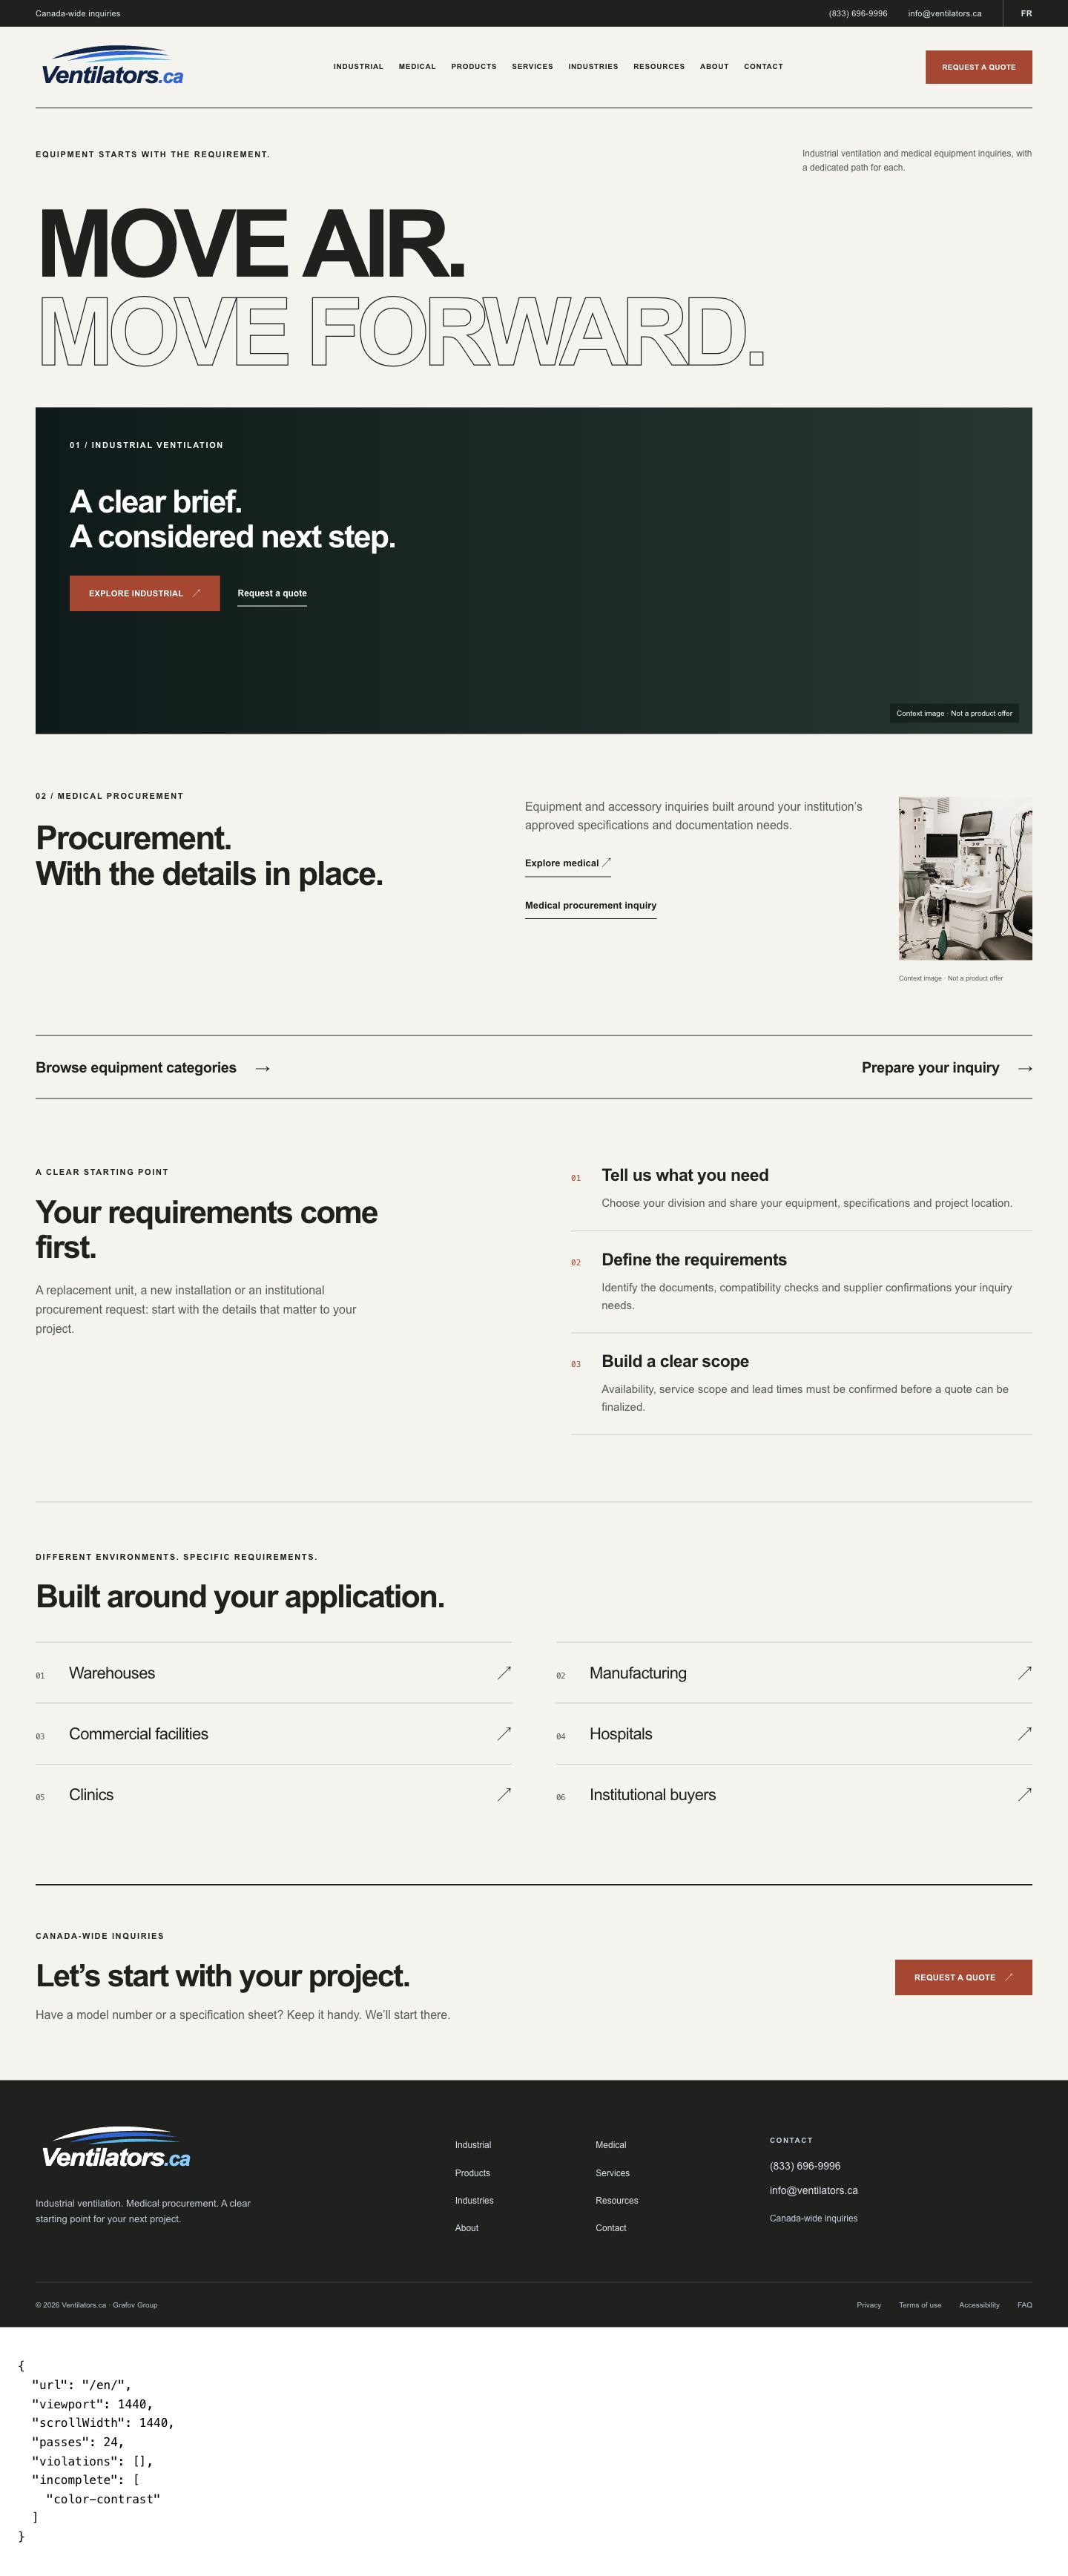 Canada-wide inquiries
(833) 696-9996
info@ventilators.ca
FR
Ventilators.ca
INDUSTRIAL
MEDICAL
PRODUCTS
SERVICES
INDUSTRIES
RESOURCES
ABOUT
CONTACT
REQUEST A QUOTE
EQUIPMENT STARTS WITH THE REQUIREMENT.
Industrial ventilation and medical equipment inquiries, with
a dedicated path for each.
MOVE AIR.
MOVE FORWARD.
01 / INDUSTRIAL VENTILATION
A clear brief.
A considered next step.
EXPLORE INDUSTRIAL ↗
Request a quote
Context image · Not a product offer
02 / MEDICAL PROCUREMENT
Procurement.
With the details in place.
Equipment and accessory inquiries built around your institution’s
approved specifications and documentation needs.
Explore medical ↗
Medical procurement inquiry
Context image · Not a product offer
Browse equipment categories →
Prepare your inquiry →
A CLEAR STARTING POINT
Your requirements come
first.
A replacement unit, a new installation or an institutional
procurement request: start with the details that matter to your
project.
01 Tell us what you need
Choose your division and share your equipment, specifications and project location.
02 Define the requirements
Identify the documents, compatibility checks and supplier confirmations your inquiry
needs.
03 Build a clear scope
Availability, service scope and lead times must be confirmed before a quote can be
finalized.
DIFFERENT ENVIRONMENTS. SPECIFIC REQUIREMENTS.
Built around your application.
01 Warehouses ↗
02 Manufacturing ↗
03 Commercial facilities ↗
04 Hospitals ↗
05 Clinics ↗
06 Institutional buyers ↗
CANADA-WIDE INQUIRIES
Let’s start with your project.
Have a model number or a specification sheet? Keep it handy. We’ll start there.
REQUEST A QUOTE ↗
Ventilators.ca
Industrial ventilation. Medical procurement. A clear
starting point for your next project.
Industrial
Products
Industries
About
Medical
Services
Resources
Contact
CONTACT
(833) 696-9996
info@ventilators.ca
Canada-wide inquiries
© 2026 Ventilators.ca · Grafov Group
Privacy
Terms of use
Accessibility
FAQ
{
"url": "/en/",
"viewport": 1440,
"scrollWidth": 1440,
"passes": 24,
"violations": [],
"incomplete": [
"color-contrast"
]
}